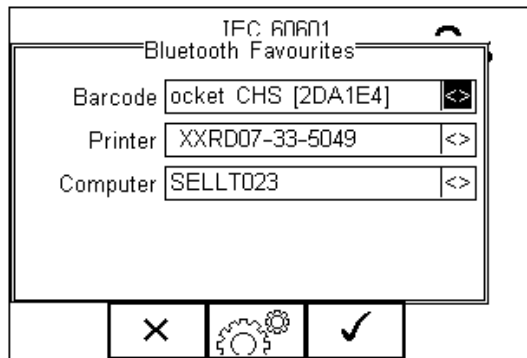 IEC 60601
Bluetooth Favourites
Barcode ocket CHS [2DA1E4] <>
Printer XXRD07-33-5049 <>
Computer SELLT023 <>